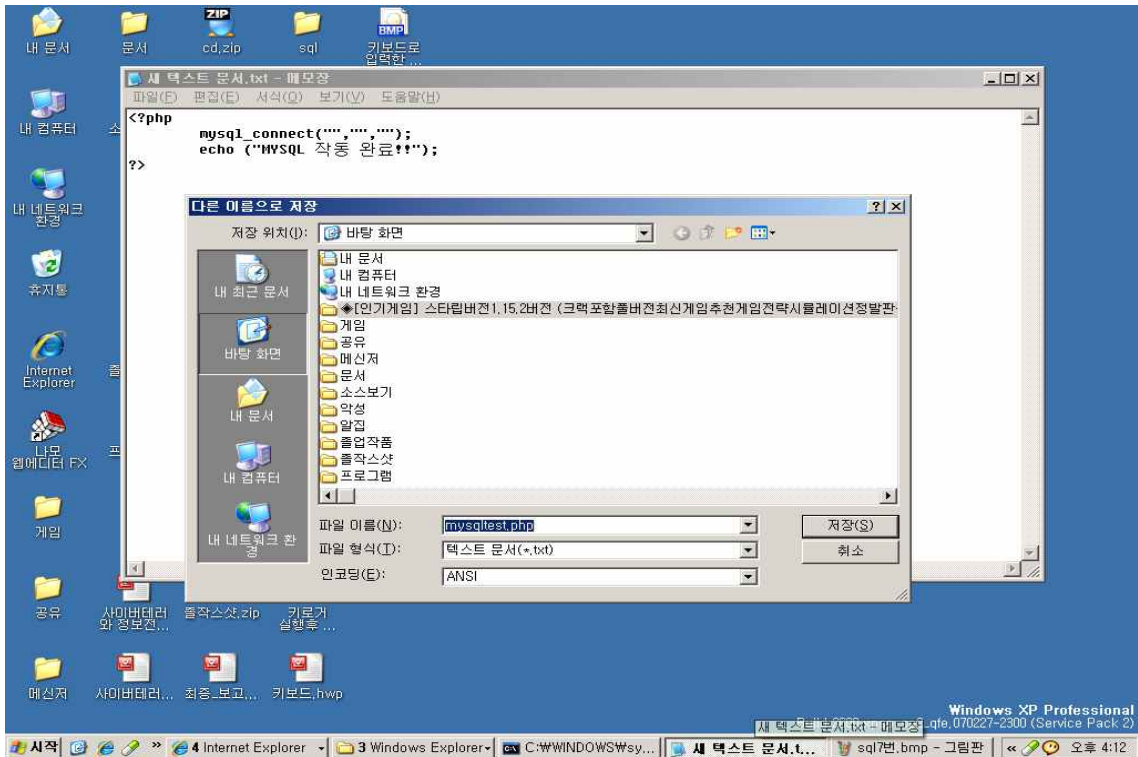 내 문서
문서
cd.zip
sql
키보드로
입력한 ...
내 컴퓨터
내 네트워크
환경
휴지통
Internet
Explorer
나모
웹에디터 FX
게임
공유
사이버테러
와 정보전...
졸작스샷.zip
키로거
실행후 ...
메신저
사이버테러...
최종_보고...
키보드.hwp
새 텍스트 문서.txt - 메모장
파일(F) 편집(E) 서식(O) 보기(V) 도움말(H)
<?php
mysql_connect("","","");
echo ("MYSQL 작동 완료!!");
?>
다른 이름으로 저장
저장 위치(I):
바탕 화면
내 최근 문서
바탕 화면
내 문서
내 컴퓨터
내 네트워크 환
경
내 문서
내 컴퓨터
내 네트워크 환경
◈[인기게임] 스타립버전1,15,2버전 (크랙포함풀버전최신게임추천게임전략시뮬레이션정발판
게임
공유
메신저
문서
소스보기
악성
알집
졸업작품
졸작스샷
프로그램
파일 이름(N):
mysqltest.php
저장(S)
파일 형식(T):
텍스트 문서(*.txt)
취소
인코딩(E):
ANSI
Windows XP Professional
_qfe,070227-2300 (Service Pack 2)
새 텍스트 문서.txt - 메모장
시작
4 Internet Explorer
3 Windows Explorer
C:₩WINDOWS₩sy...
새 텍스트 문서.t...
sql7번.bmp - 그림판
오후 4:12